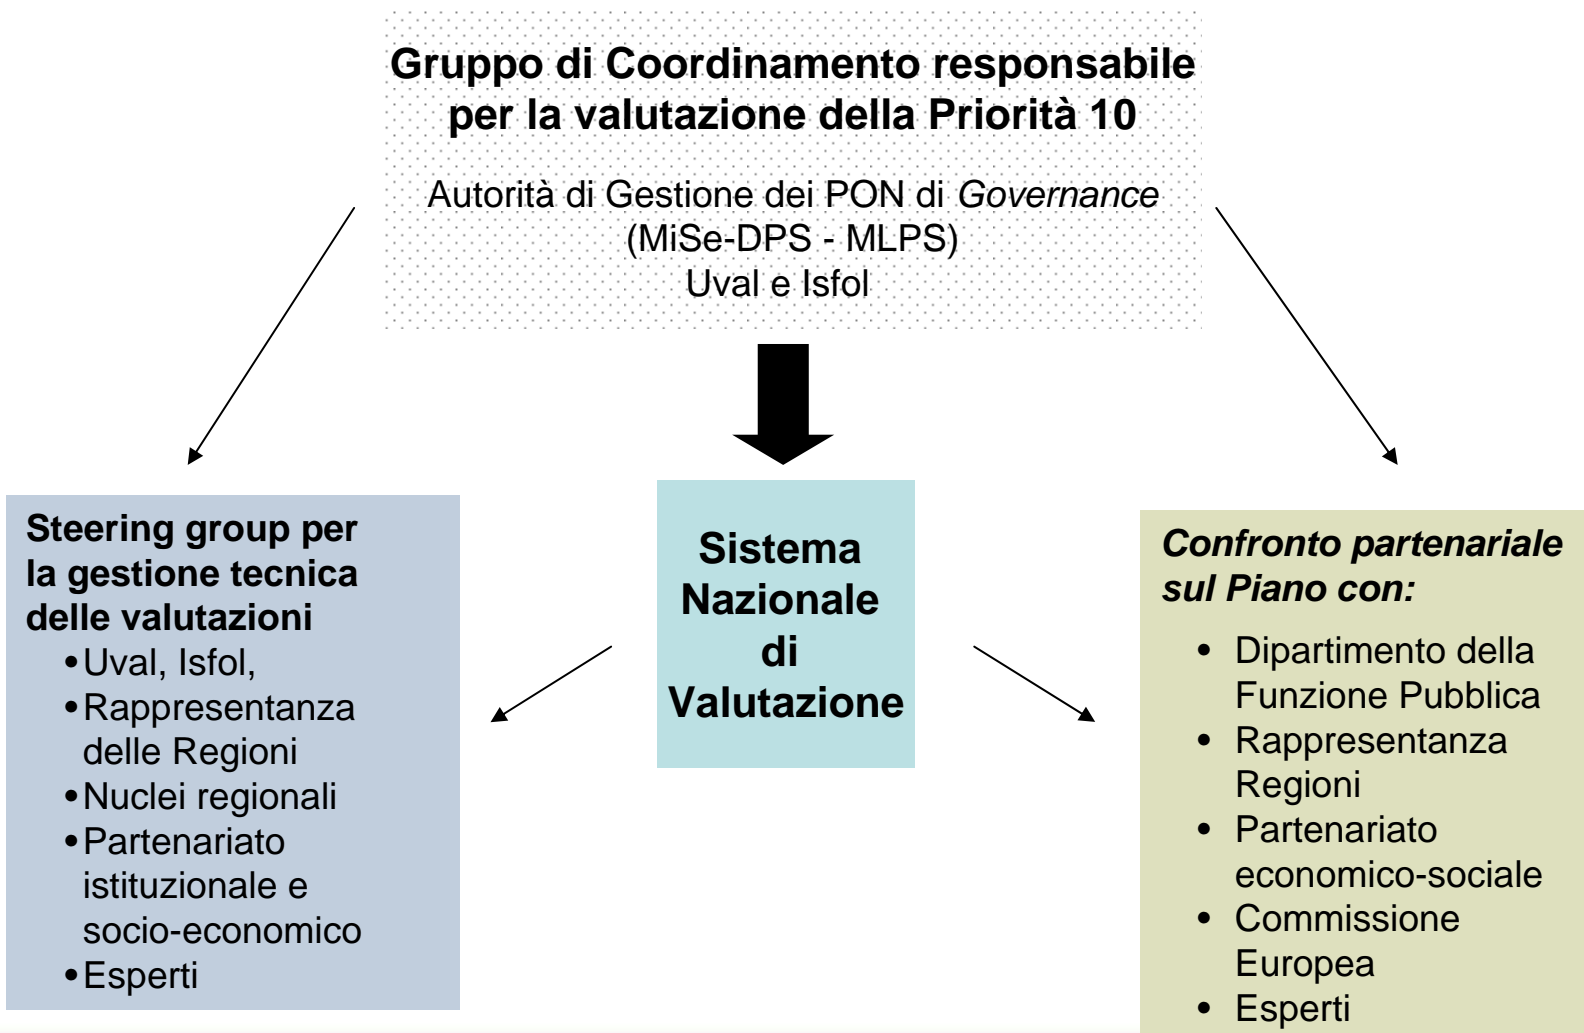 Gruppo di Coordinamento responsabile
per la valutazione della Priorità 10
Autorità di Gestione dei PON di Governance
(MiSe-DPS - MLPS)
Uval e Isfol
Steering group per
la gestione tecnica
delle valutazioni
•Uval, Isfol,
•Rappresentanza
delle Regioni
•Nuclei regionali
•Partenariato
istituzionale e
socio-economico
•Esperti
Sistema
Nazionale
di
Valutazione
Confronto partenariale
sul Piano con:
• Dipartimento della
Funzione Pubblica
• Rappresentanza
Regioni
• Partenariato
economico-sociale
• Commissione
Europea
• Esperti